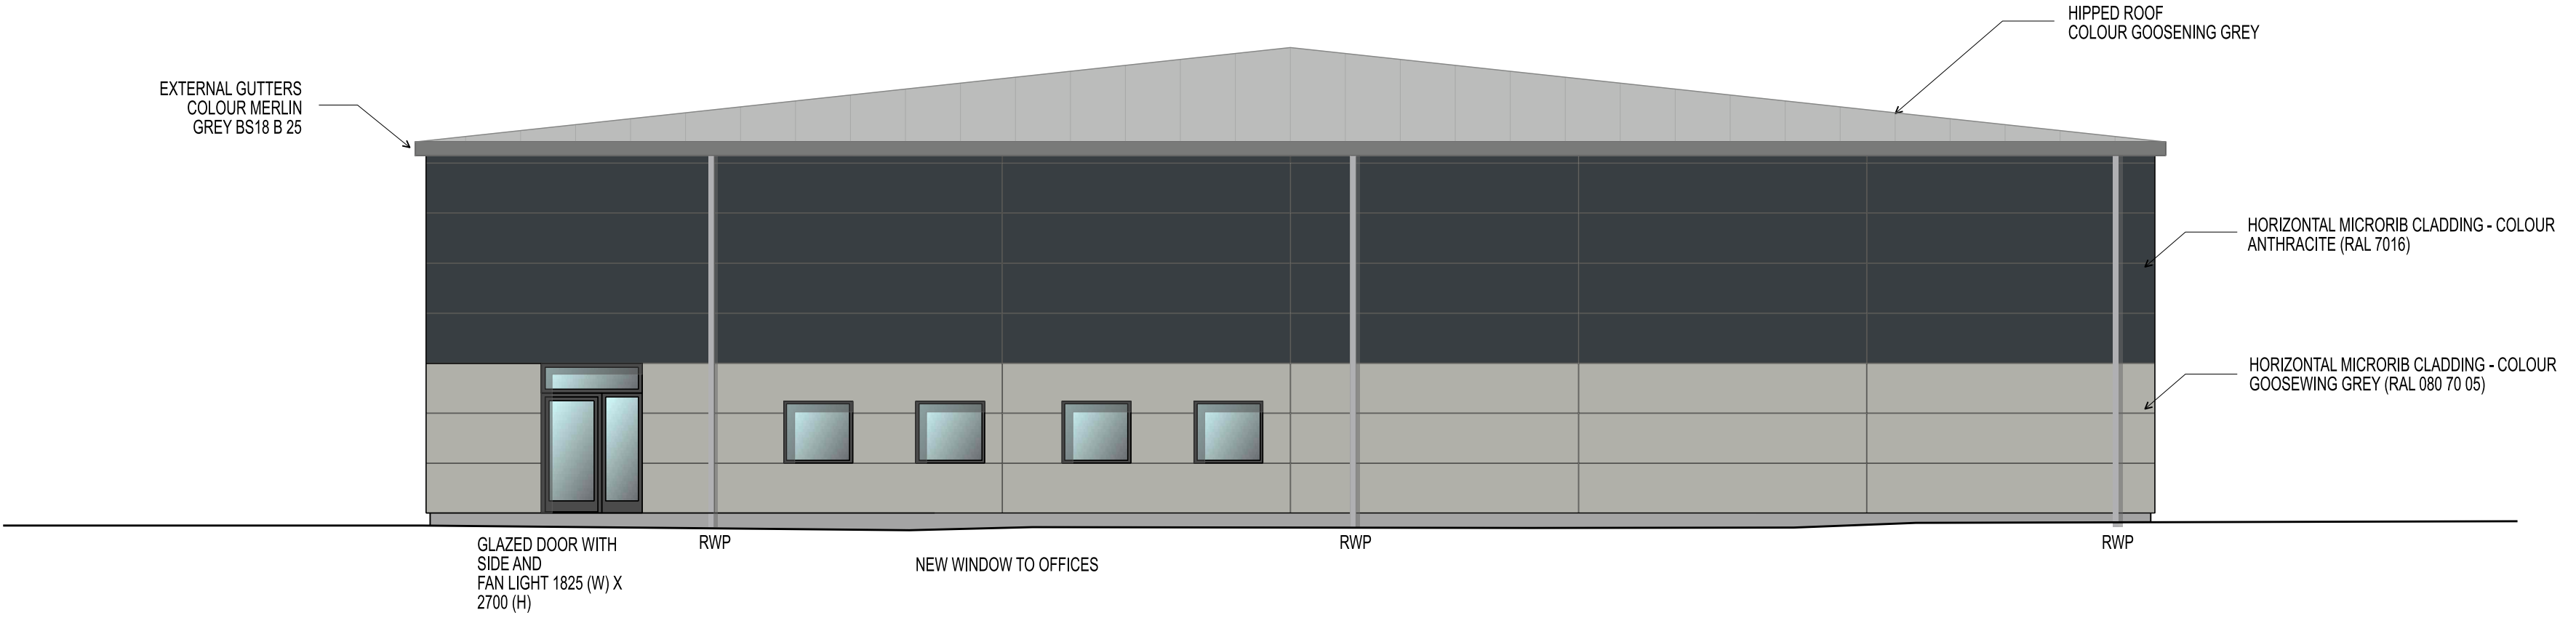 HIPPED ROOF
COLOUR GOOSENING GREY
EXTERNAL GUTTERS
COLOUR MERLIN
GREY BS18 B 25
HORIZONTAL MICRORIB CLADDING - COLOUR
ANTHRACITE (RAL 7016)
HORIZONTAL MICRORIB CLADDING - COLOUR
GOOSEWING GREY (RAL 080 70 05)
GLAZED DOOR WITH
SIDE AND
FAN LIGHT 1825 (W) X
2700 (H)
RWP
NEW WINDOW TO OFFICES
RWP
RWP